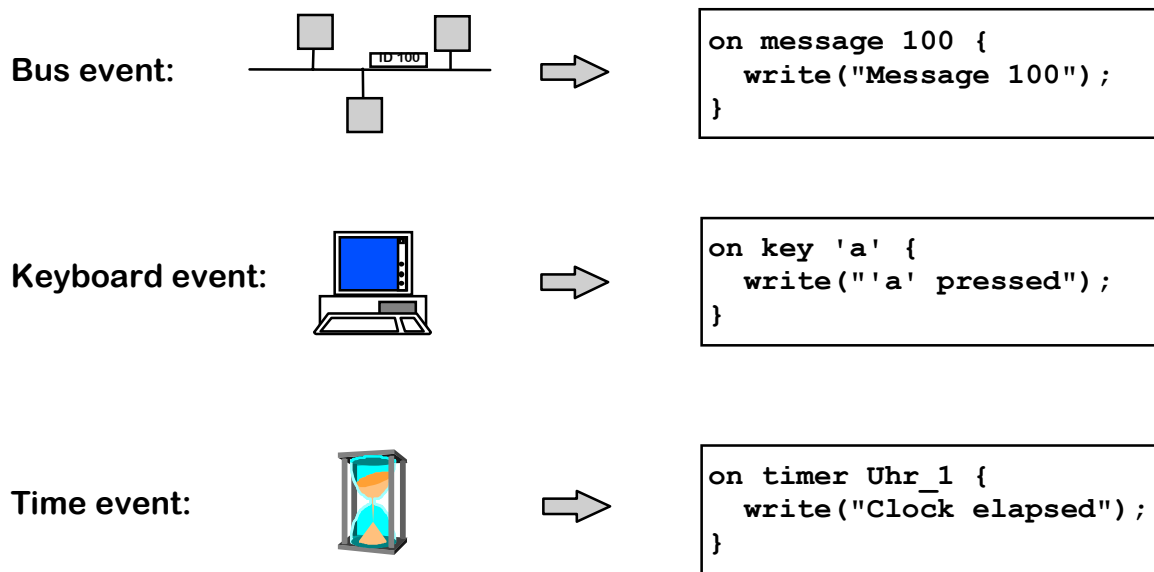 Bus event:
ID 100
on message 100 {
write("Message 100");
}
Keyboard event:
on key 'a' {
write("'a' pressed");
}
Time event:
on timer Uhr_1 {
write("Clock elapsed");
}